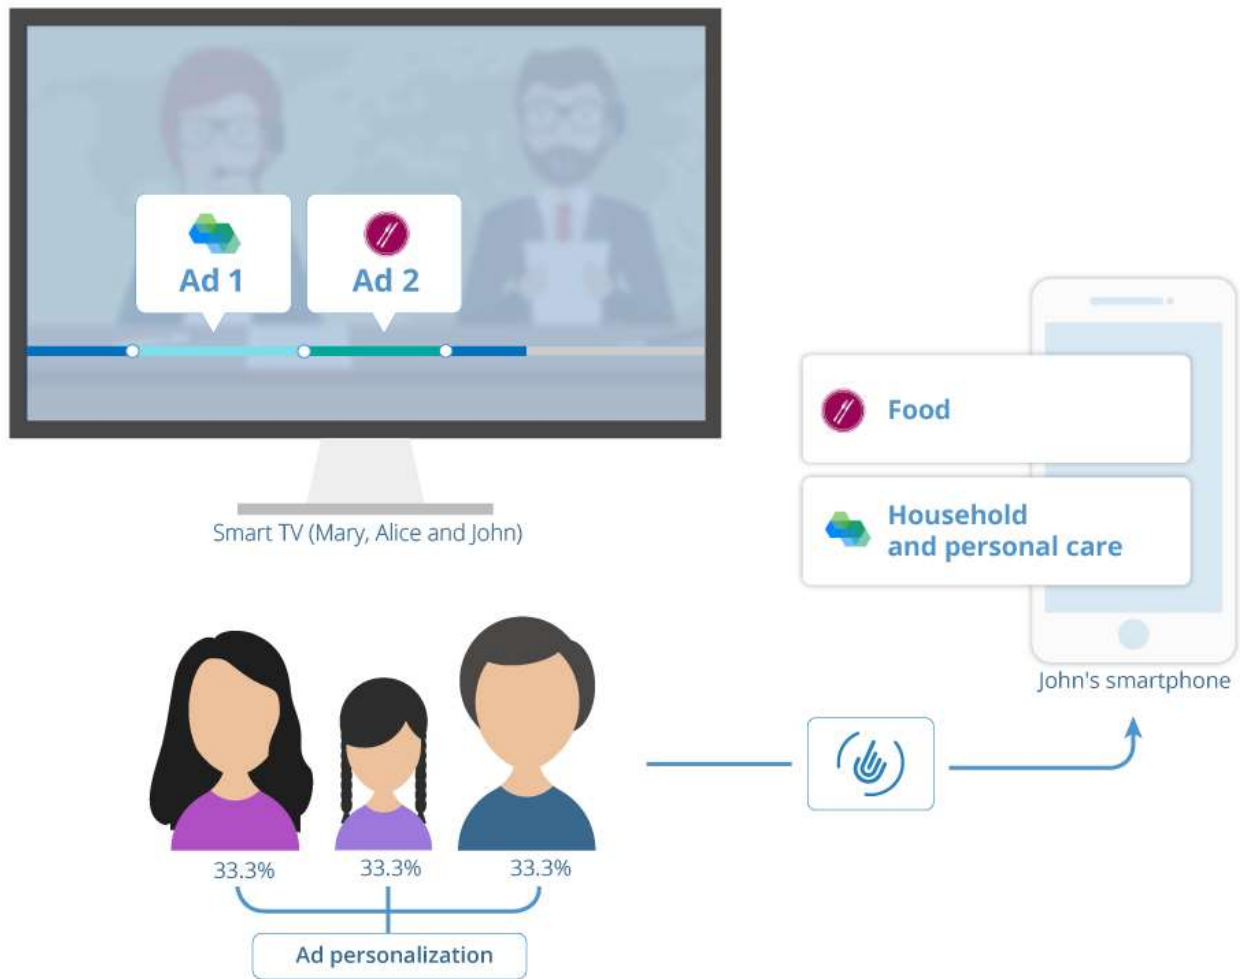 Ad 1
Ad 2
Smart TV (Mary, Alice and John)
Food
Household
and personal care
John's smartphone
33.3%
33.3%
33.3%
Ad personalization